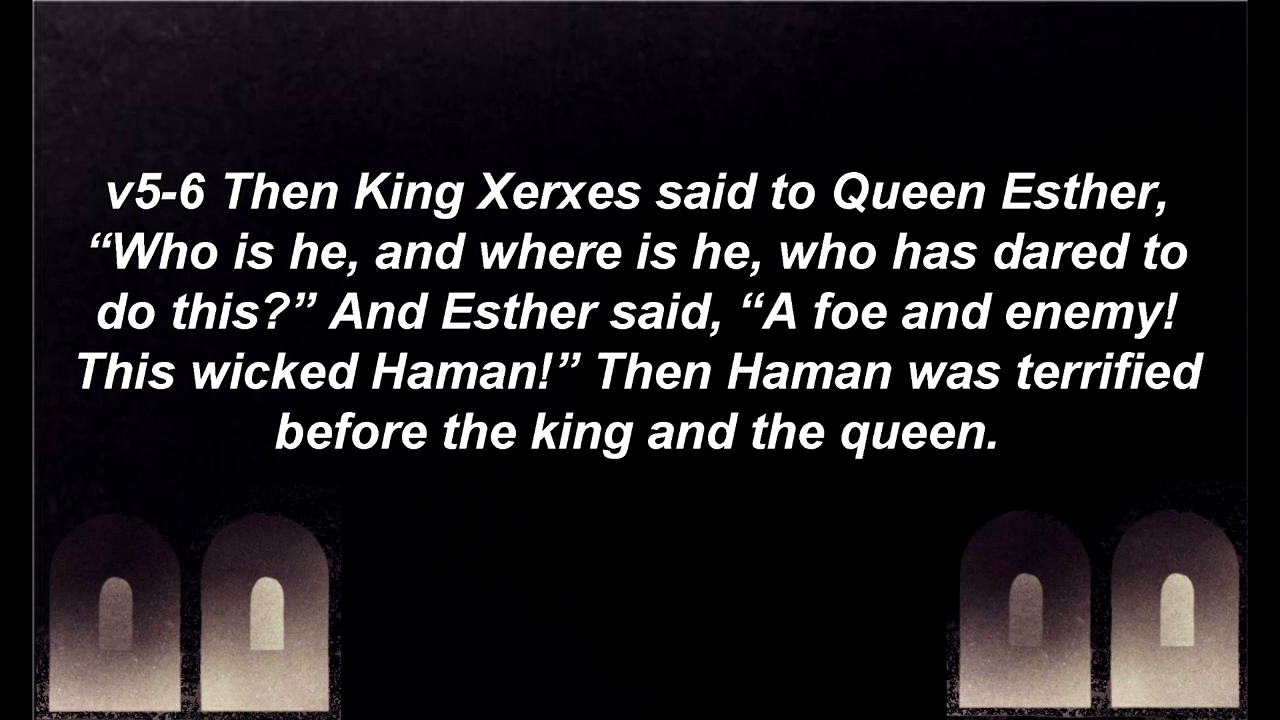 v5-6 Then King Xerxes said to Queen Esther,
“Who is he, and where is he, who has dared to
do this?” And Esther said, “A foe and enemy!
This wicked Haman!” Then Haman was terrified
before the king and the queen.